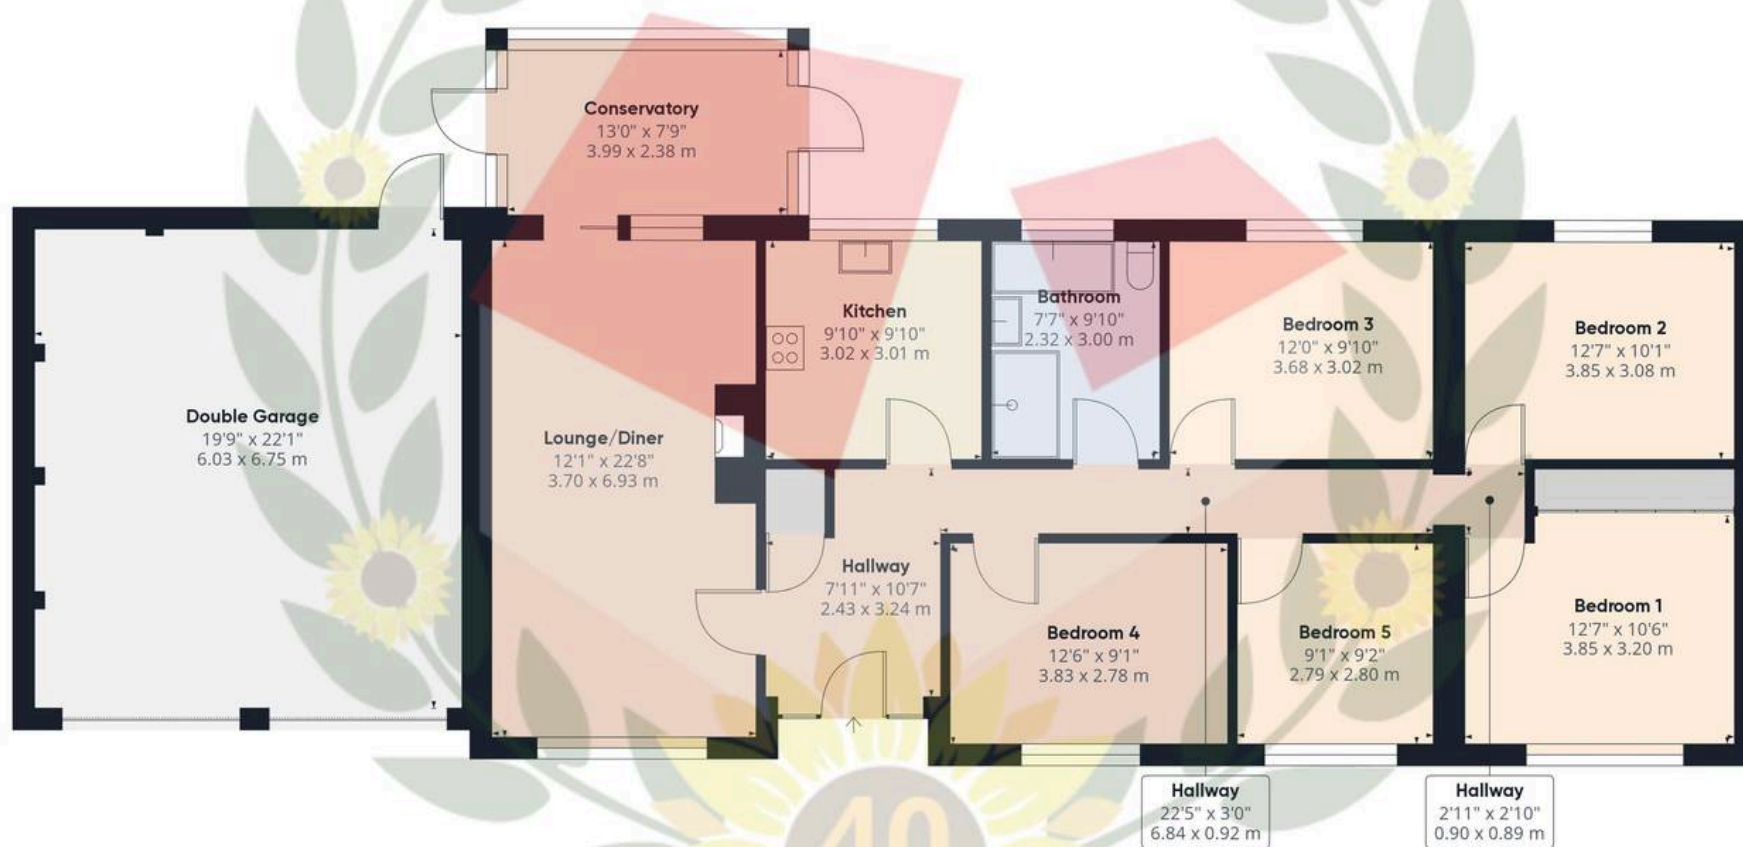 Conservatory
13'0" x 7'9"
3.99 x 2.38 m
Kitchen
9'10" x 9'10"
3.02 x 3.01 m
Bathroom
7'7" x 9'10"
2.32 x 3.00 m
Bedroom 3
12'0" x 9'10"
3.68 x 3.02 m
Bedroom 2
12'7" x 10'1"
3.85 x 3.08 m
Double Garage
19'9" x 22'1"
6.03 x 6.75 m
Lounge/Diner
12'1" x 22'8"
3.70 x 6.93 m
Hallway
7'11" x 10'7"
2.43 x 3.24 m
Bedroom 4
12'6" x 9'1"
3.83 x 2.78 m
Bedroom 5
9'1" x 9'2"
2.79 x 2.80 m
Bedroom 1
12'7" x 10'6"
3.85 x 3.20 m
Hallway
22'5" x 3'0"
6.84 x 0.92 m
Hallway
2'11" x 2'10"
0.90 x 0.89 m
40